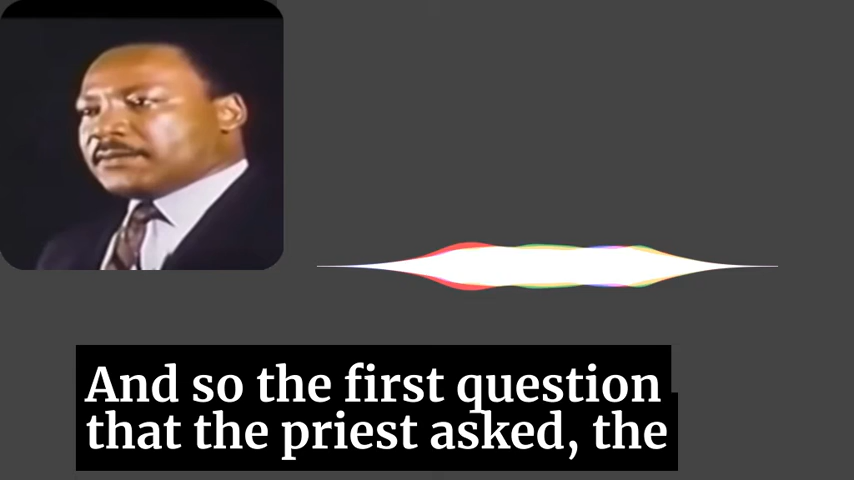 And so the first question
that the priest asked, the